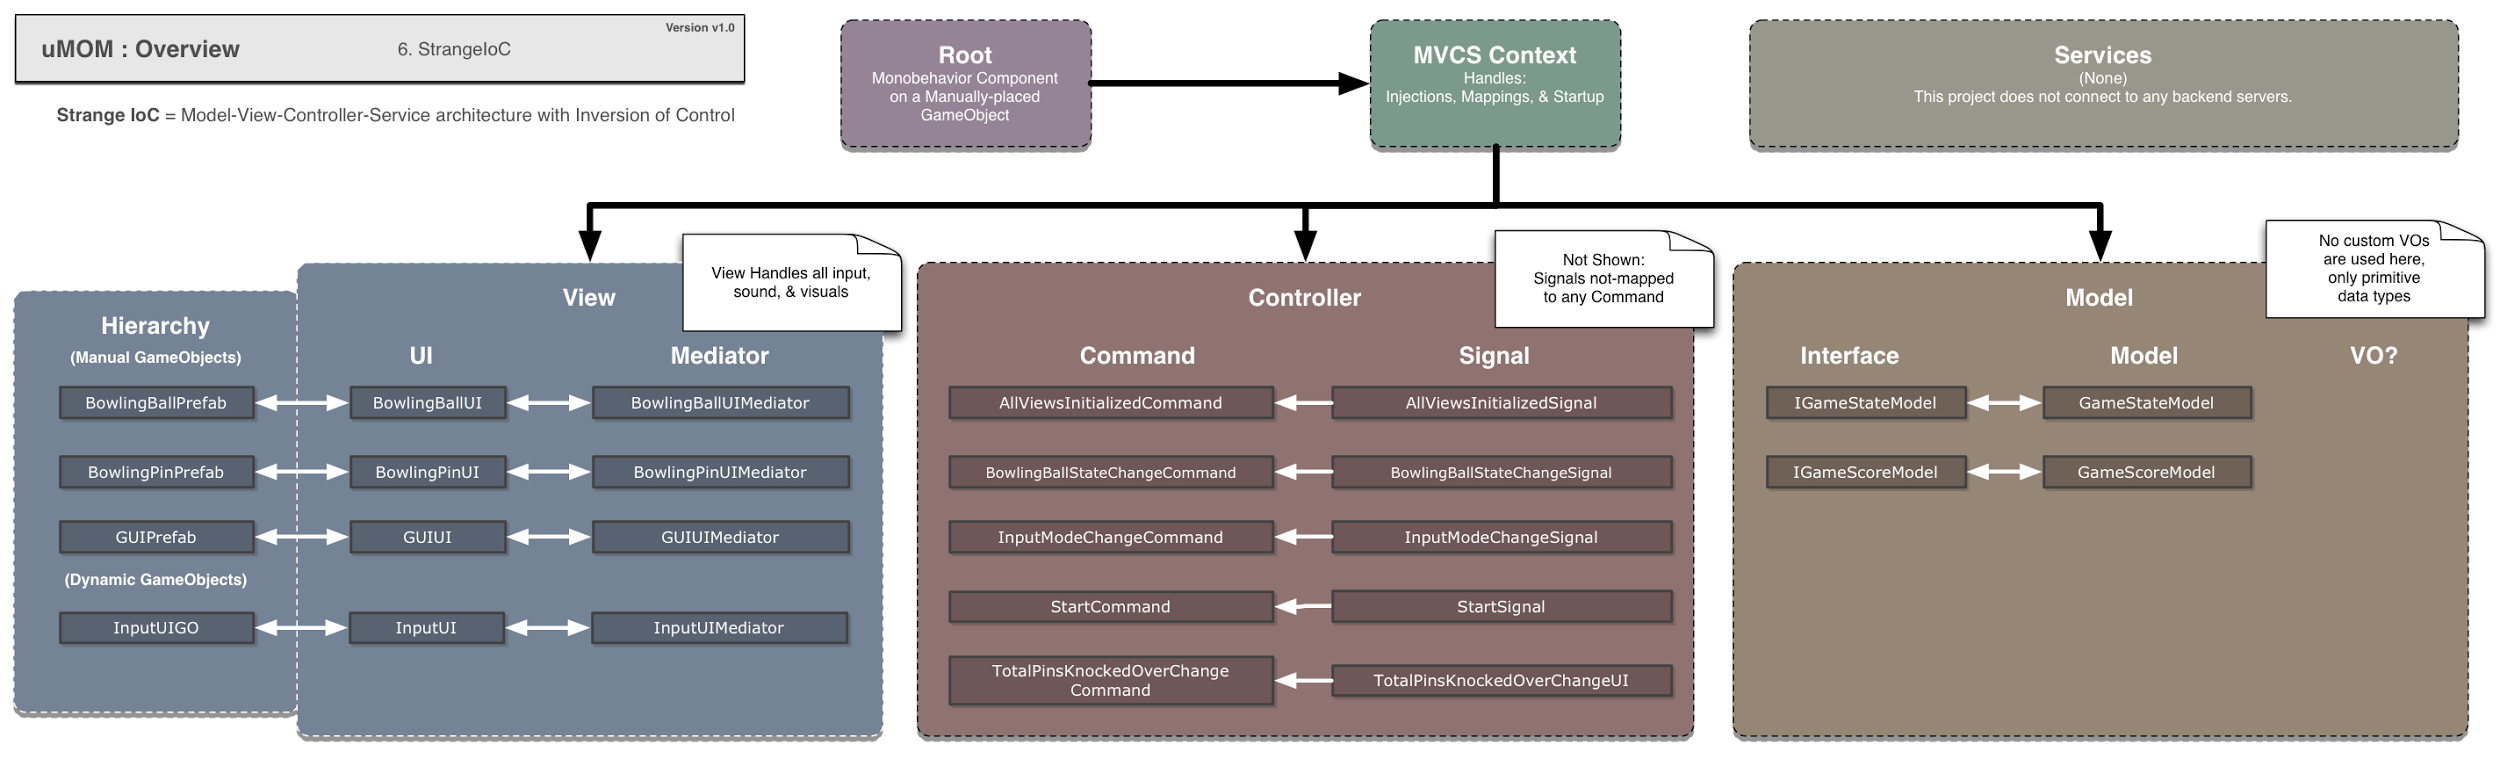 Version v1.0
uMOM : Overview
6. StrangeIoC
Strange IoC = Model-View-Controller-Service architecture with Inversion of Control
Root
Monobehavior Component
on a Manually-placed
GameObject
MVCS Context
Handles:
Injections, Mappings, & Startup
Services
(None)
This project does not connect to any backend servers.
View Handles all input,
sound, & visuals
Not Shown:
Signals not-mapped
to any Command
No custom VOs
are used here,
only primitive
data types
Hierarchy
(Manual GameObjects)
BowlingBallPrefab
BowlingPinPrefab
GUIPrefab
(Dynamic GameObjects)
InputUIGO
View
UI
Mediator
BowlingBallUI
BowlingBallUIMediator
BowlingPinUI
BowlingPinUIMediator
GUIUI
GUIUIMediator
InputUI
InputUIMediator
Controller
Command
Signal
AllViewsInitializedCommand
AllViewsInitializedSignal
BowlingBallStateChangeCommand
BowlingBallStateChangeSignal
InputModeChangeCommand
InputModeChangeSignal
StartCommand
StartSignal
TotalPinsKnockedOverChange
Command
TotalPinsKnockedOverChangeUI
Model
Interface
Model
VO?
IGameStateModel
GameStateModel
IGameScoreModel
GameScoreModel